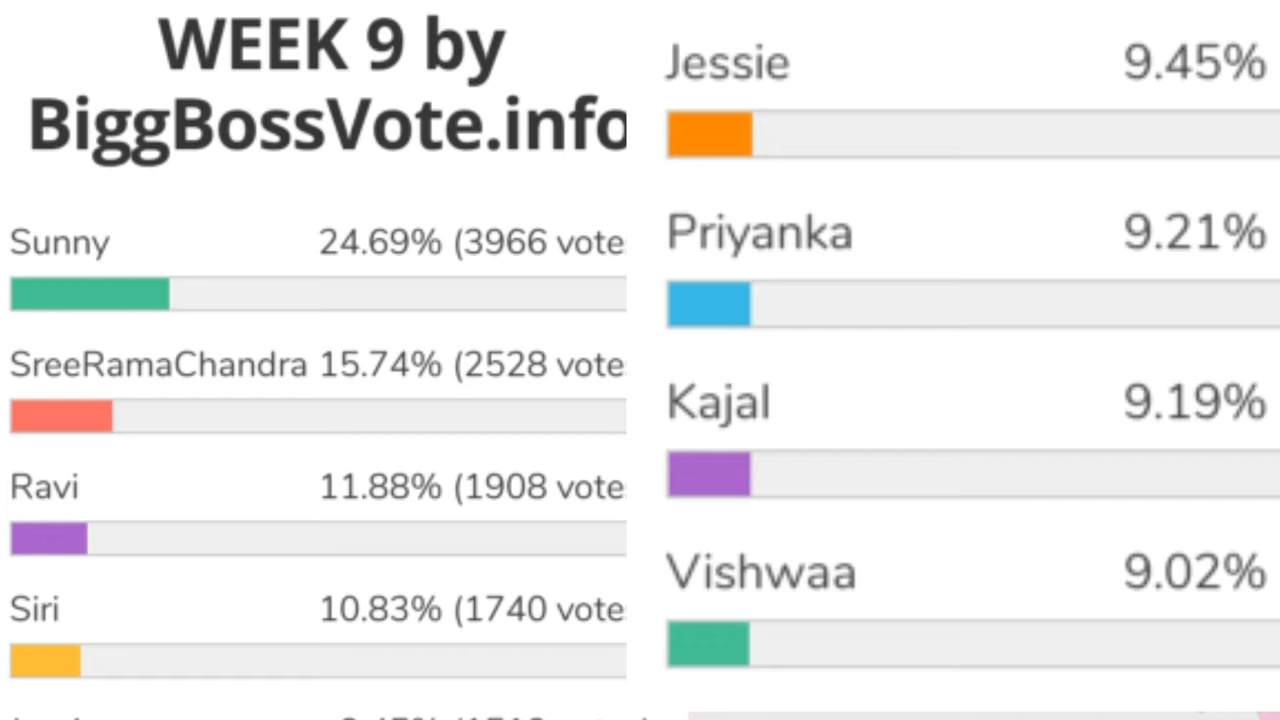 WEEK 9 by
BiggBossVote.info
Sunny 24.69% (3966 vote
SreeRamaChandra 15.74% (2528 vote
Ravi 11.88% (1908 vote
Siri 10.83% (1740 vote
Jessie 9.45%
Priyanka 9.21%
Kajal 9.19%
Vishwaa 9.02%